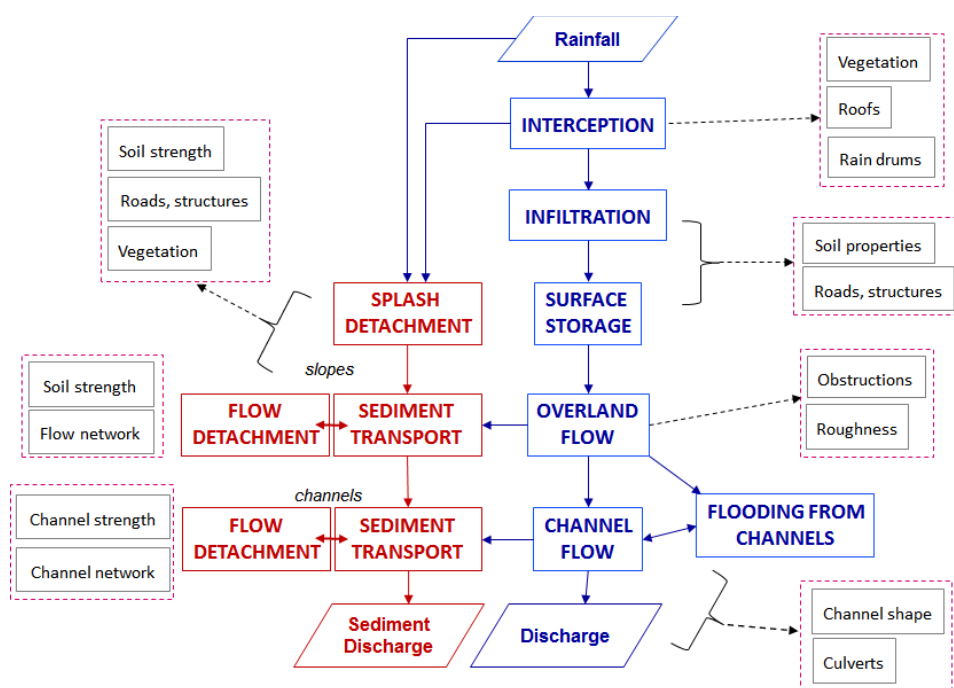 Rainfall
Vegetation
Roofs
Rain drums
INTERCEPTION
Soil strength
Roads, structures
Vegetation
INFILTRATION
Soil properties
Roads, structures
SPLASH
DETACHMENT
SURFACE
STORAGE
slopes
Soil strength
Flow network
FLOW
DETACHMENT
SEDIMENT
TRANSPORT
OVERLAND
FLOW
Obstructions
Roughness
channels
Channel strength
Channel network
FLOW
DETACHMENT
SEDIMENT
TRANSPORT
CHANNEL
FLOW
FLOODING FROM
CHANNELS
Sediment
Discharge
Discharge
Channel shape
Culverts